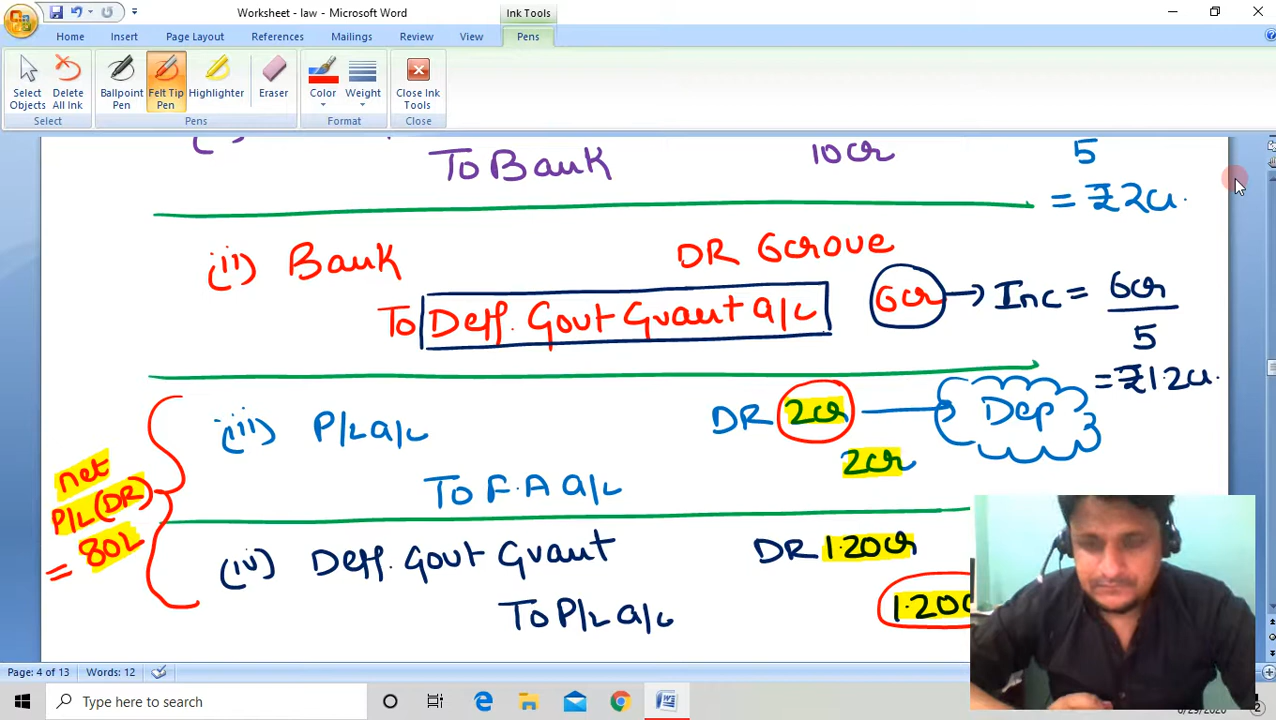 Worksheet - law - Microsoft Word
Ink Tools
Home Insert Page Layout References Mailings Review View Pens
Select Objects Delete All Ink Ballpoint Pen Felt Tip Pen Highlighter Eraser Color Weight Close Ink Tools
Select Pens Format Close
To Bank 10cr 5
= ₹2cr.
(ii) Bank DR 6crove
To Deff. Govt Grant a/c 6cr → Inc = 6cr
5
= ₹1.2cr.
(iii) P/L a/c DR 2cr Dep
2cr
To F.A a/c
net
P/L (DR)
= 80L
(iv) Deff. Govt Grant DR 1.20cr
To P/L a/c 1.20
Page: 4 of 13 Words: 12
Type here to search